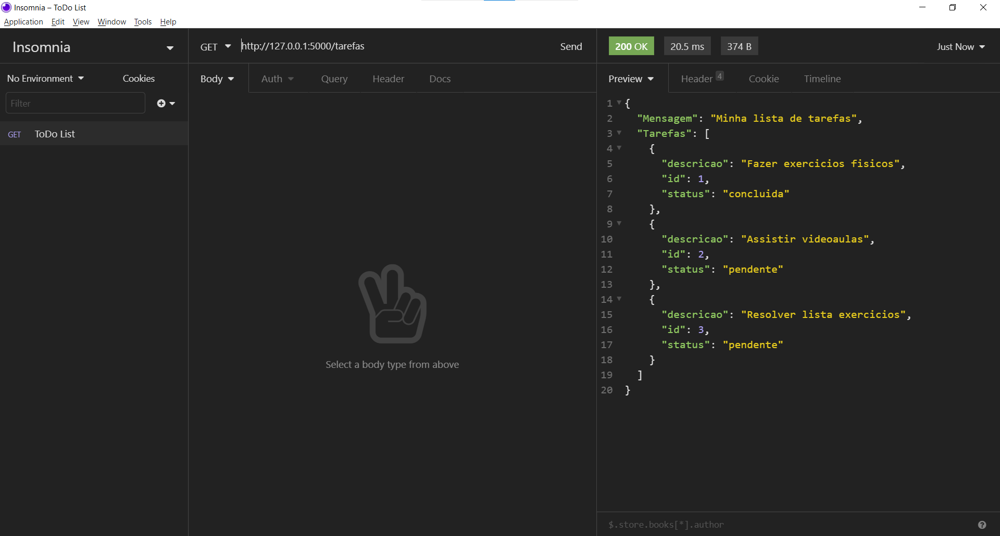 Insomnia – ToDo List
Application Edit View Window Tools Help
Insomnia
GET http://127.0.0.1:5000/tarefas Send
200 OK 20.5 ms 374 B Just Now
No Environment Cookies
Body Auth Query Header Docs
Preview Header 4 Cookie Timeline
Filter
GET ToDo List
Select a body type from above
1 {
2 "Mensagem": "Minha lista de tarefas",
3 "Tarefas": [
4 {
5 "descricao": "Fazer exercicios fisicos",
6 "id": 1,
7 "status": "concluida"
8 },
9 {
10 "descricao": "Assistir videoaulas",
11 "id": 2,
12 "status": "pendente"
13 },
14 {
15 "descricao": "Resolver lista exercicios",
16 "id": 3,
17 "status": "pendente"
18 }
19 ]
20 }
$.store.books[*].author